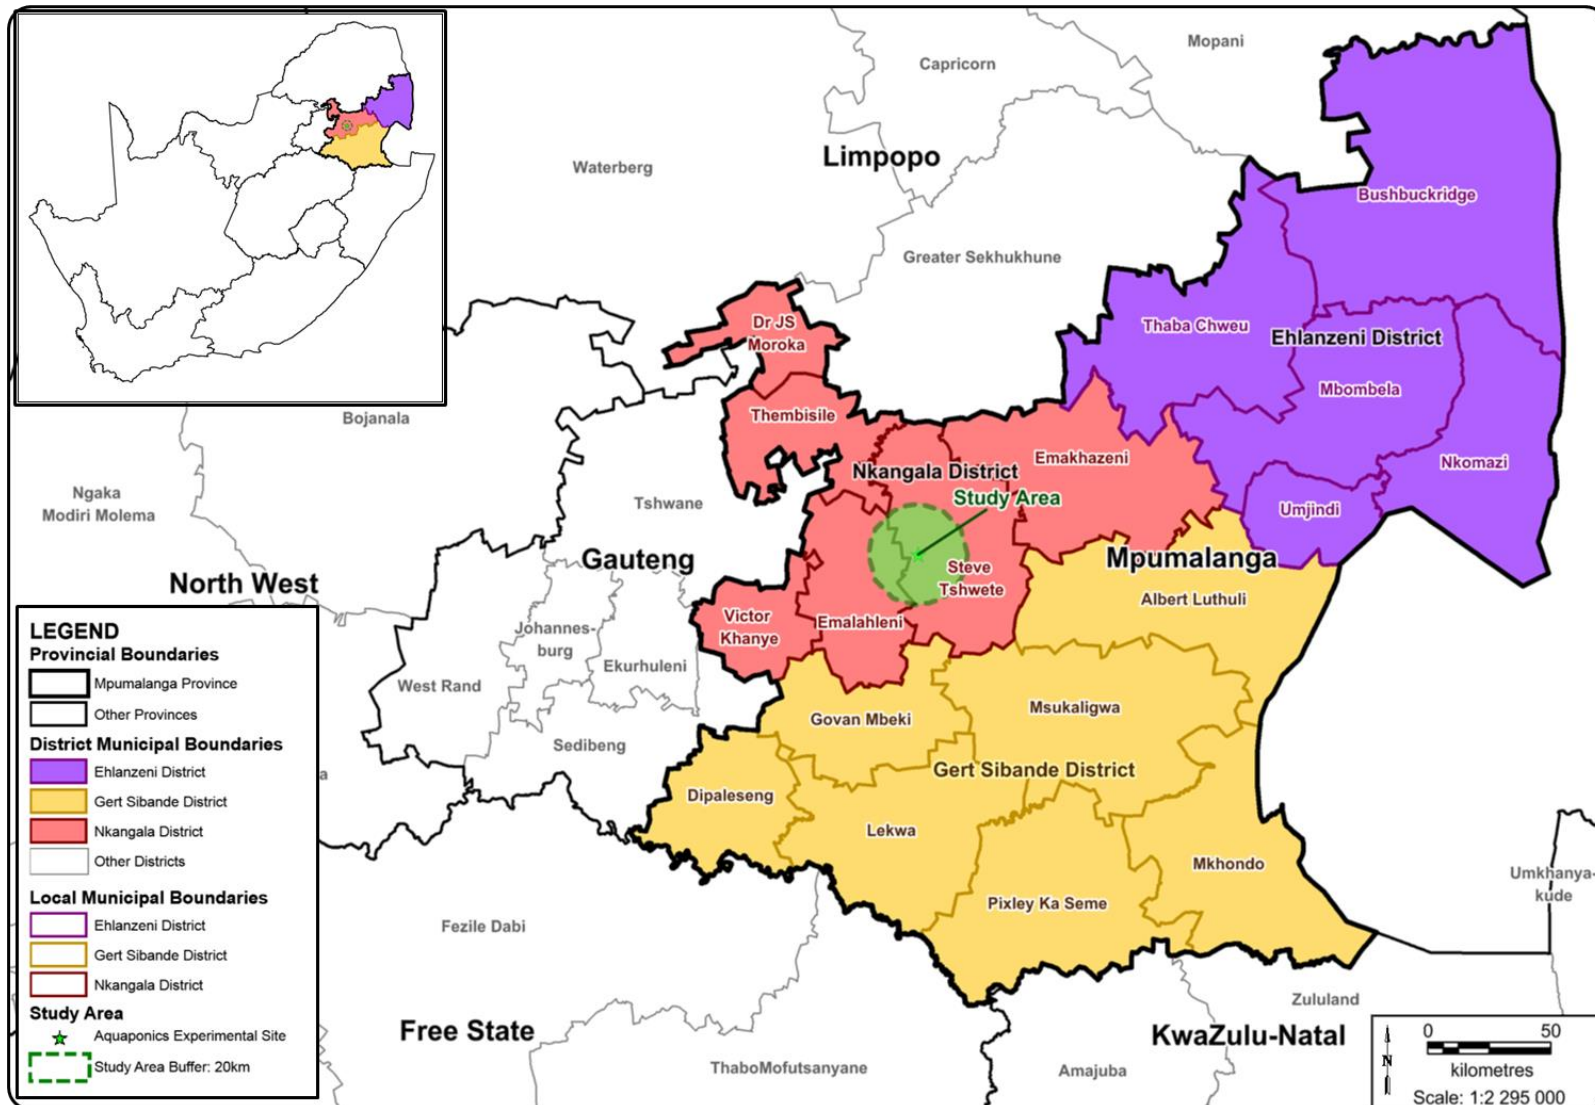 Mopani
Capricorn
Limpopo
Waterberg
Bushbuckridge
Greater Sekhukhune
Dr JS
Moroka
Thaba Chweu
Ehlanzeni District
Mbombela
Bojanala
Thembisile
Emakhazeni
Nkomazi
Nkangala District
Study Area
Ngaka
Modiri Molema
Tshwane
Umjindi
Gauteng
Mpumalanga
North West
Steve
Tshwete
Albert Luthuli
Victor
Khanye
Emalahleni
Johannes-
burg
Ekurhuleni
West Rand
Msukaligwa
Govan Mbeki
Sedibeng
a
Gert Sibande District
Dipaleseng
Lekwa
Mkhondo
Umkhanya-
kude
Pixley Ka Seme
Fezile Dabi
Zululand
Free State
KwaZulu-Natal
ThaboMofutsanyane
Amajuba
LEGEND
Provincial Boundaries
Mpumalanga Province
Other Provinces
District Municipal Boundaries
Ehlanzeni District
Gert Sibande District
Nkangala District
Other Districts
Local Municipal Boundaries
Ehlanzeni District
Gert Sibande District
Nkangala District
Study Area
Aquaponics Experimental Site
Study Area Buffer: 20km
N
0 50
kilometres
Scale: 1:2 295 000